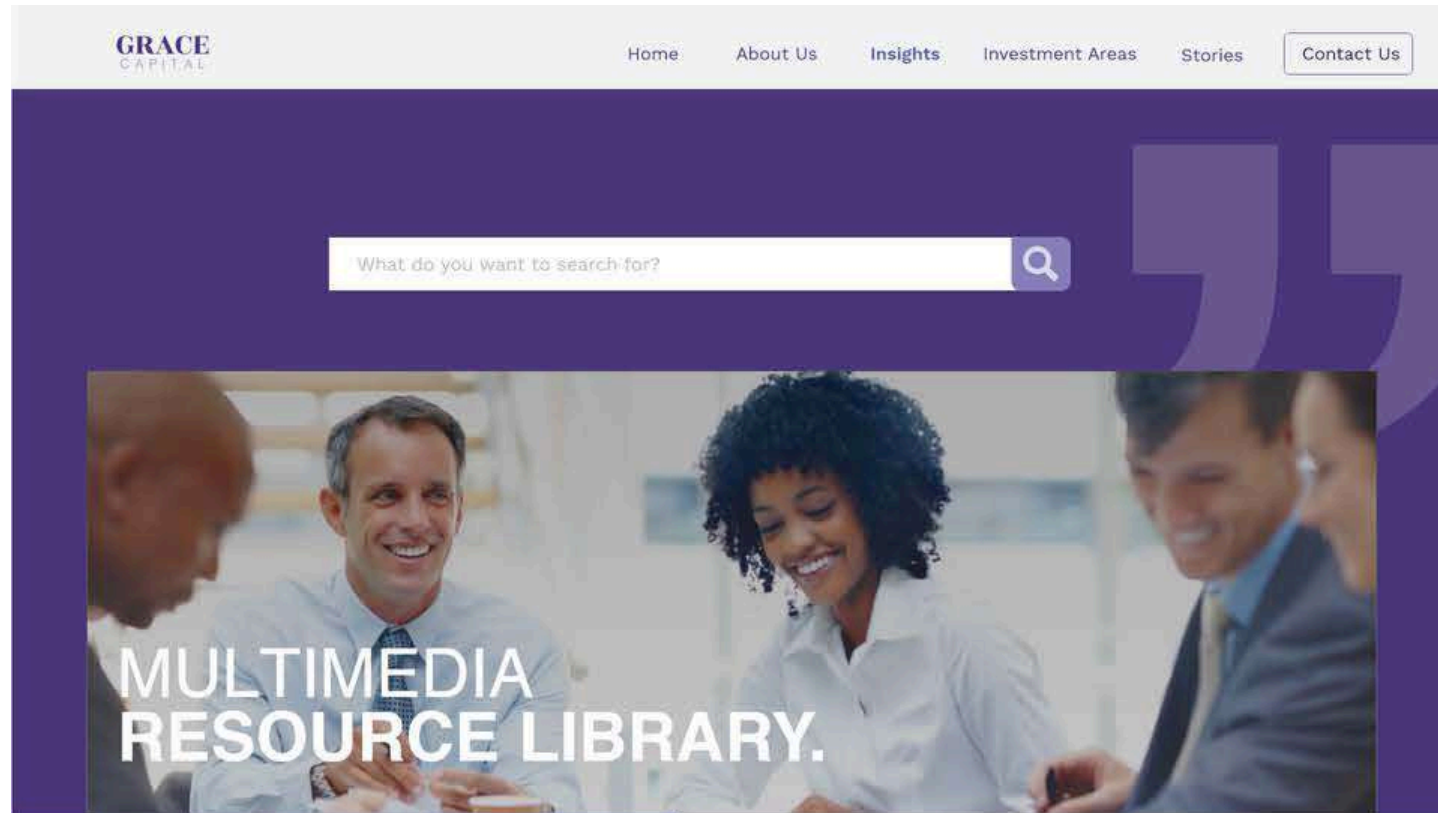 GRACE
CAPITAL
Home About Us Insights Investment Areas Stories Contact Us
What do you want to search for?
MULTIMEDIA
RESOURCE LIBRARY.